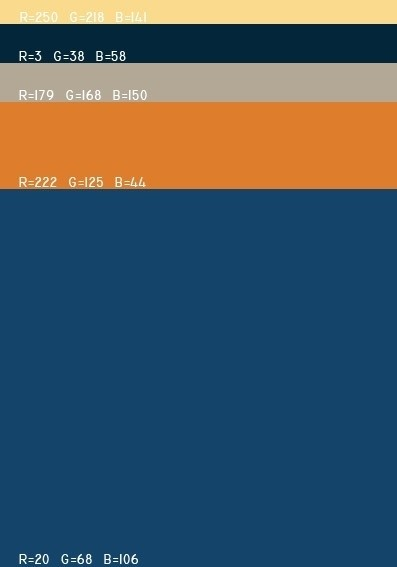 R=250 G=218 B=141
R=3 G=38 B=58
R=179 G=168 B=150
R=222 G=125 B=44
R=20 G=68 B=106